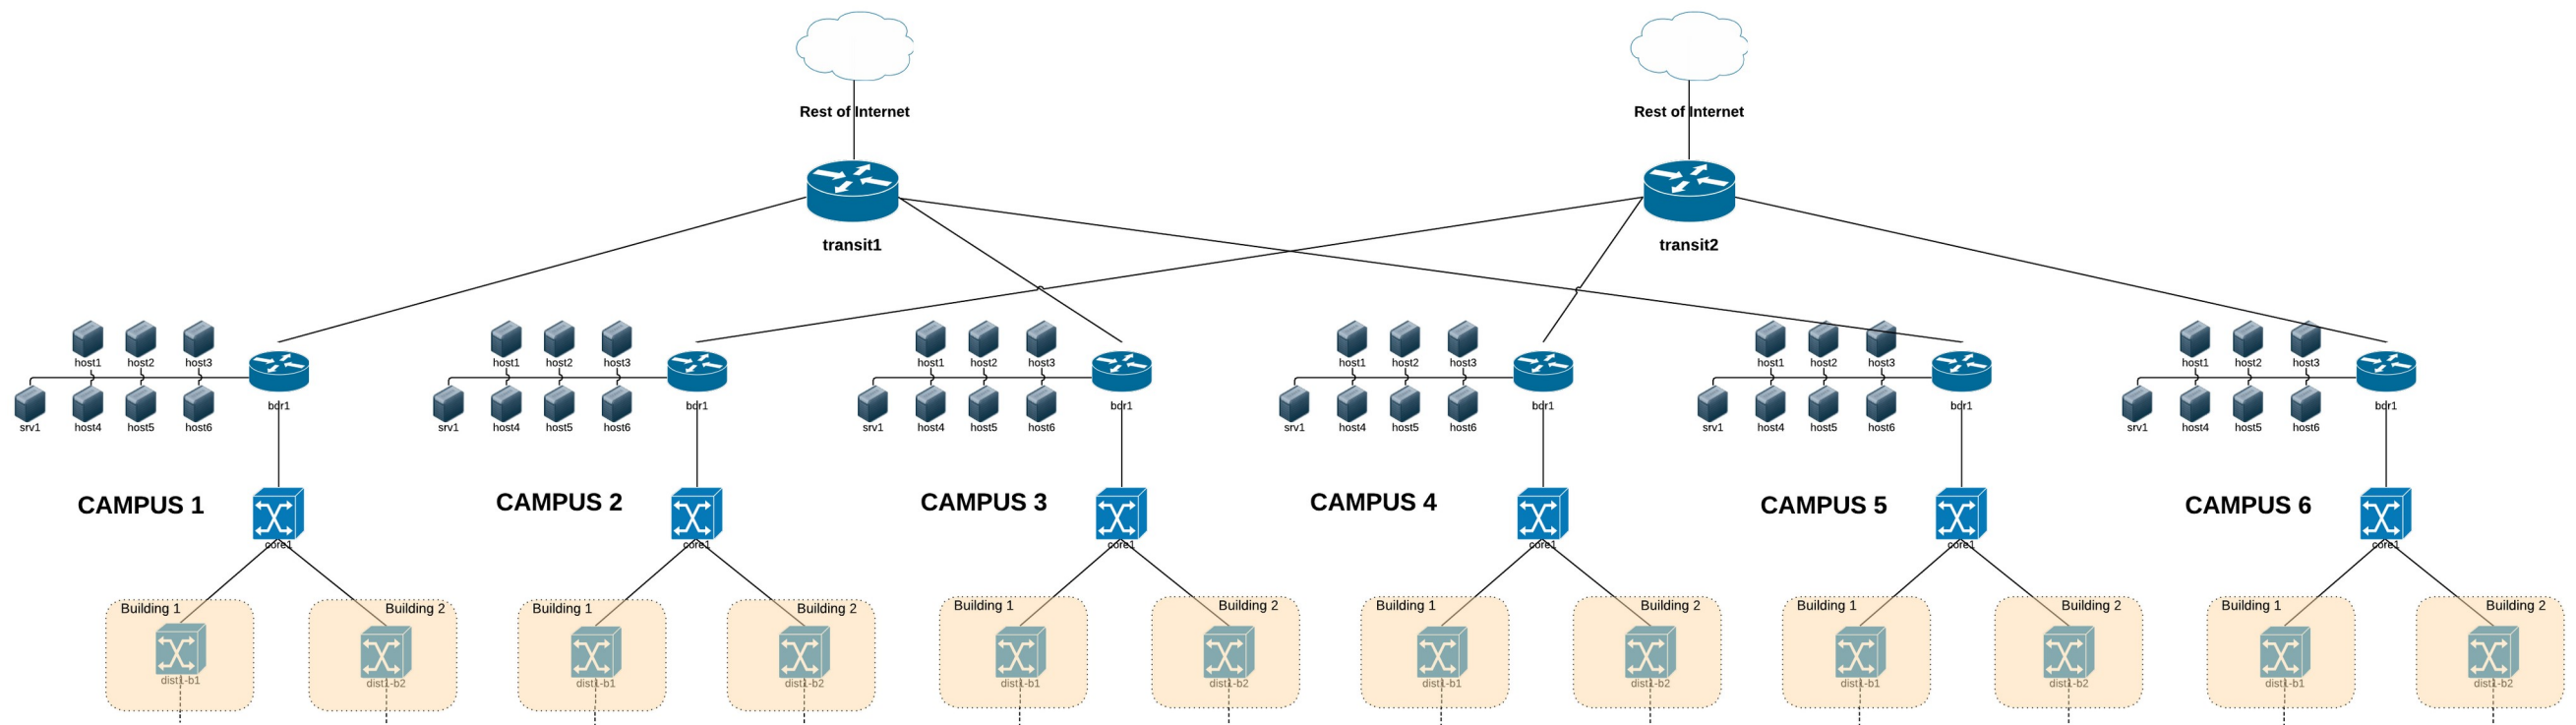 Rest of Internet Rest of Internet
transit1 transit2
host1 host2 host3 host1 host2 host3 host1 host2 host3 host1 host2 host3 host1 host2 host3 host1 host2 host3
bdr1 bdr1 bdr1 bdr1 bdr1 bdr1
srv1 host4 host5 host6 srv1 host4 host5 host6 srv1 host4 host5 host6 srv1 host4 host5 host6 srv1 host4 host5 host6 srv1 host4 host5 host6
CAMPUS 1 CAMPUS 2 CAMPUS 3 CAMPUS 4 CAMPUS 5 CAMPUS 6
core1 core1 core1 core1 core1 core1
Building 1 Building 2 Building 1 Building 2 Building 1 Building 2 Building 1 Building 2 Building 1 Building 2 Building 1 Building 2
dist1-b1 dist1-b2 dist1-b1 dist1-b2 dist1-b1 dist1-b2 dist1-b1 dist1-b2 dist1-b1 dist1-b2 dist1-b1 dist1-b2